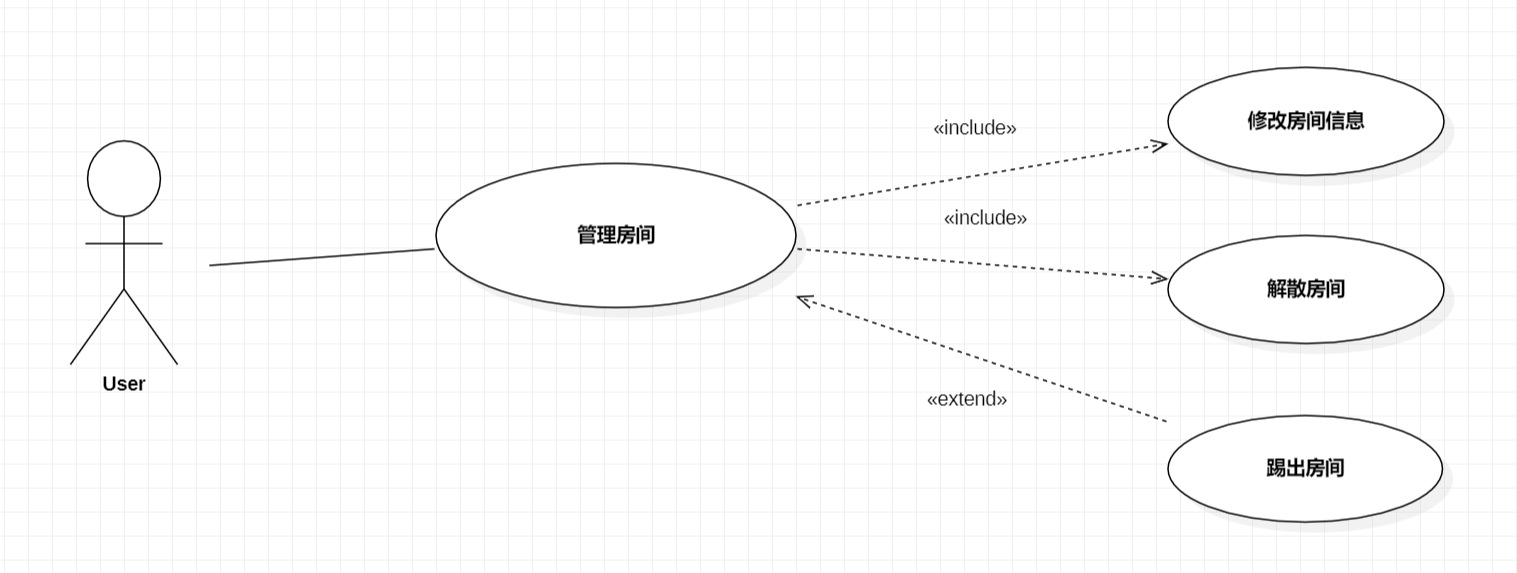 «include»
修改房间信息
«include»
管理房间
解散房间
User
«extend»
踢出房间